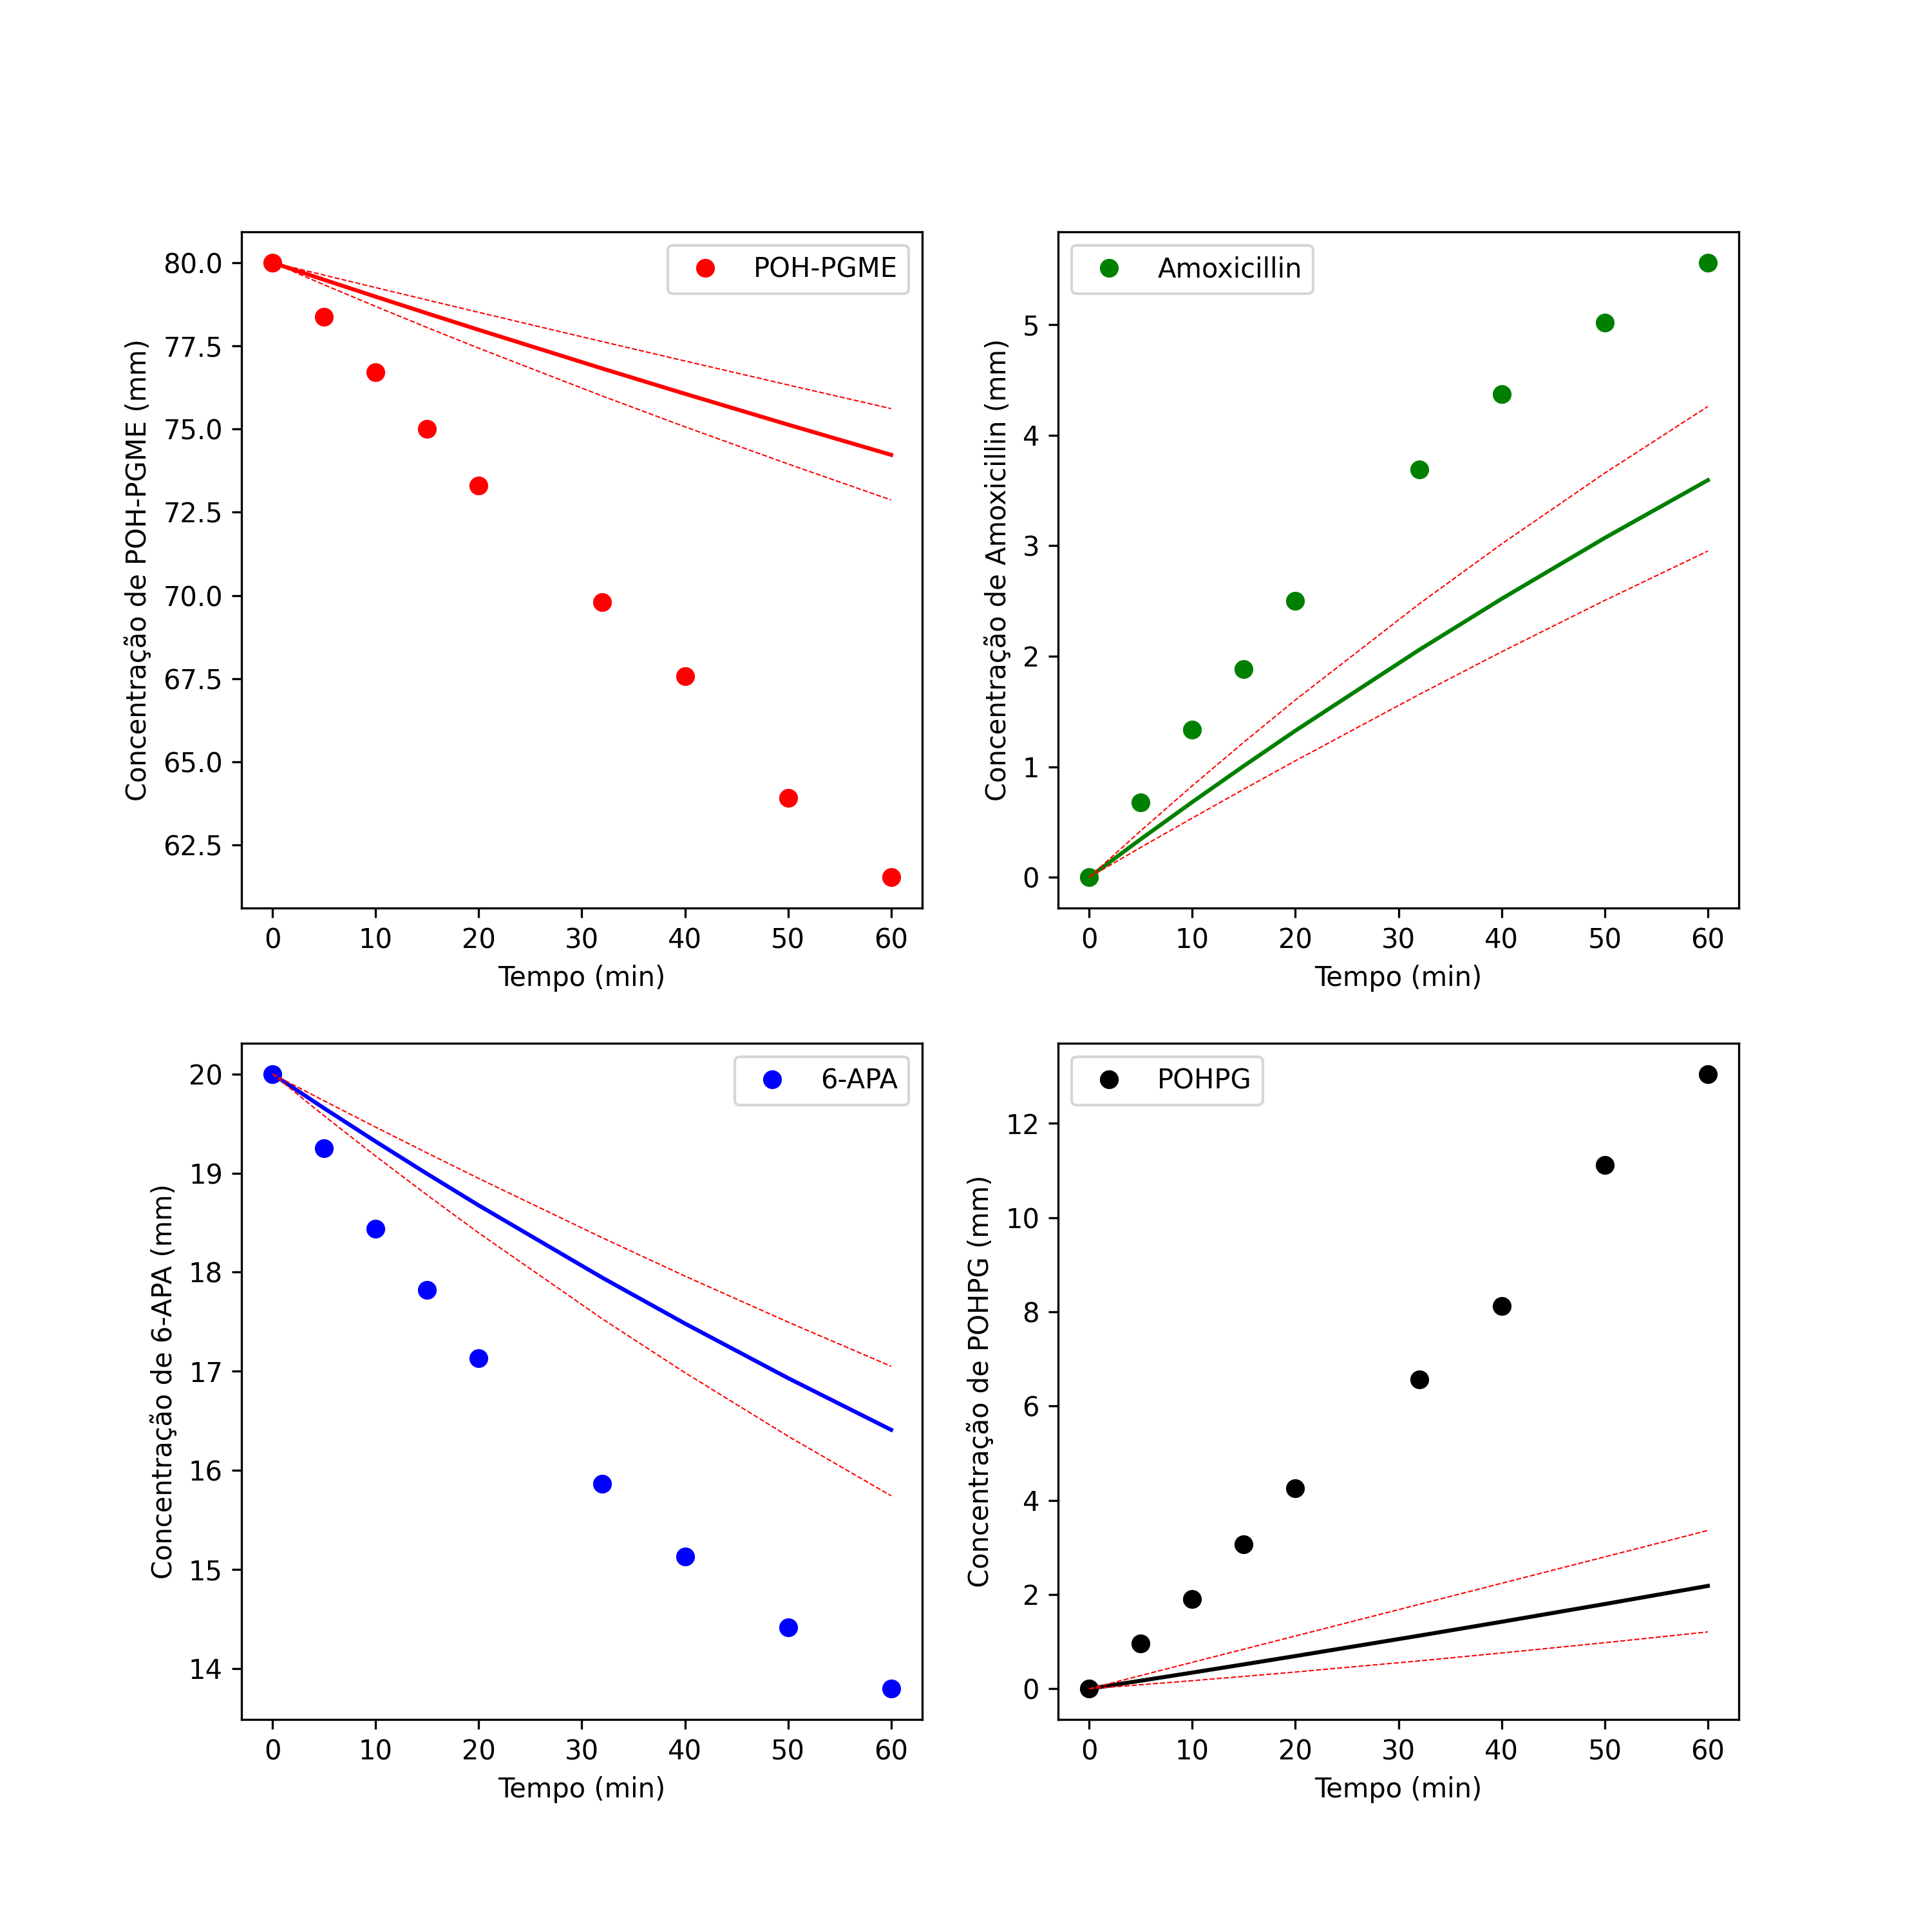 POH-PGME
Concentração de POH-PGME (mm)
80.0
77.5
75.0
72.5
70.0
67.5
65.0
62.5
0 10 20 30 40 50 60
Tempo (min)
Amoxicillin
Concentração de Amoxicillin (mm)
5
4
3
2
1
0
0 10 20 30 40 50 60
Tempo (min)
6-APA
Concentração de 6-APA (mm)
20
19
18
17
16
15
14
0 10 20 30 40 50 60
Tempo (min)
POHPG
Concentração de POHPG (mm)
12
10
8
6
4
2
0
0 10 20 30 40 50 60
Tempo (min)